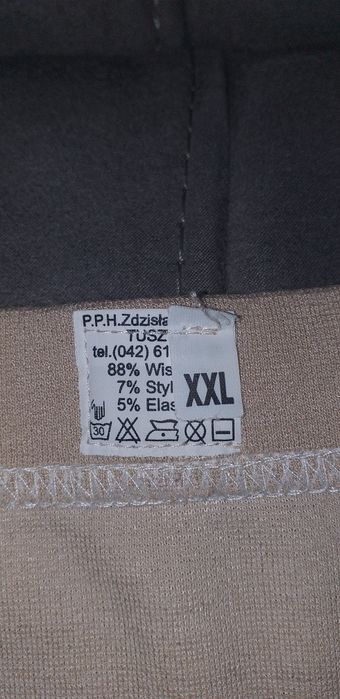 P.P.H.Zdzisła
TUSZ
tel.(042) 61
88% Wis
7% Styl
5% Elas
XXL
30